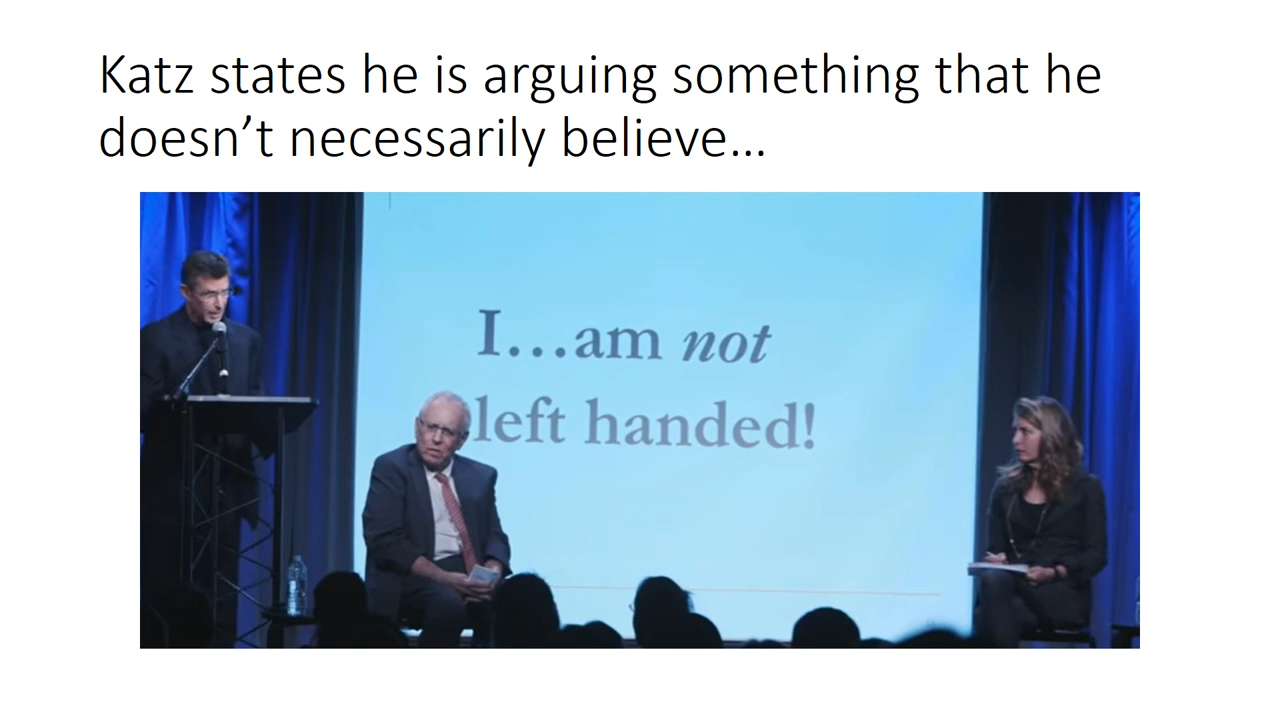 Katz states he is arguing something that he
doesn’t necessarily believe…
I…am not
left handed!